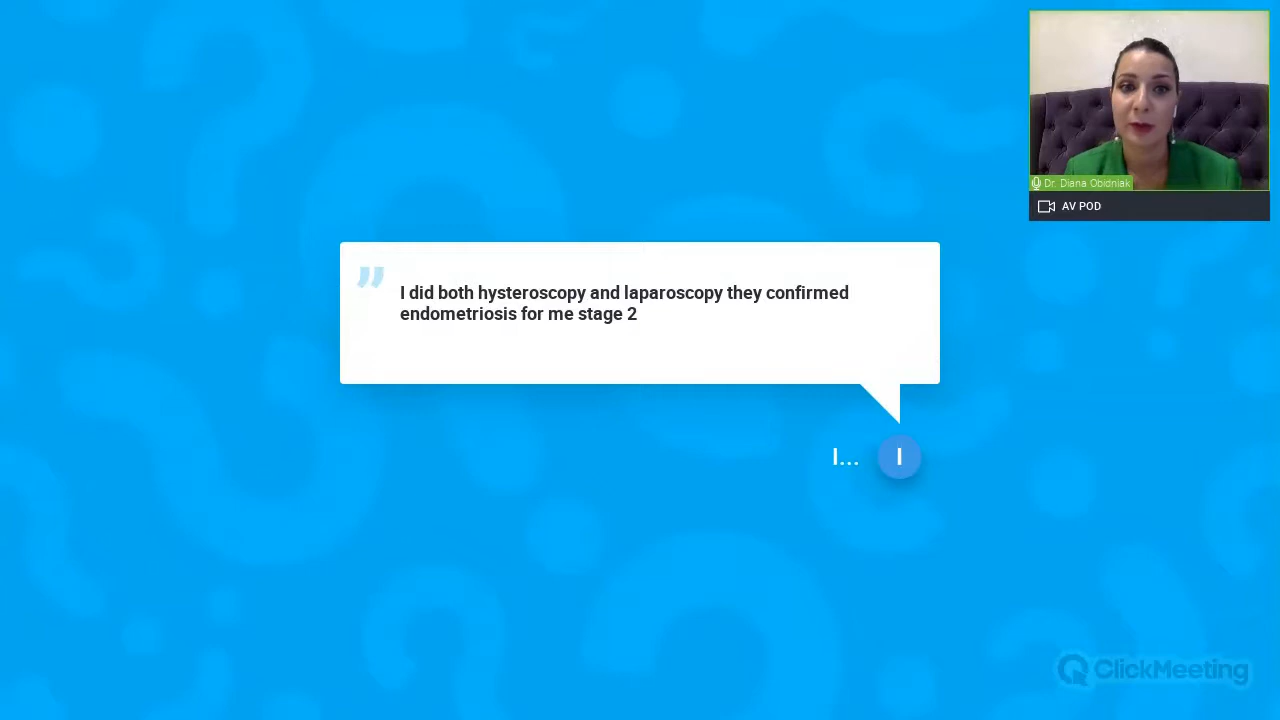 Dr. Diana Obidniak
AV POD
I did both hysteroscopy and laparoscopy they confirmed
endometriosis for me stage 2
I...
I
ClickMeeting